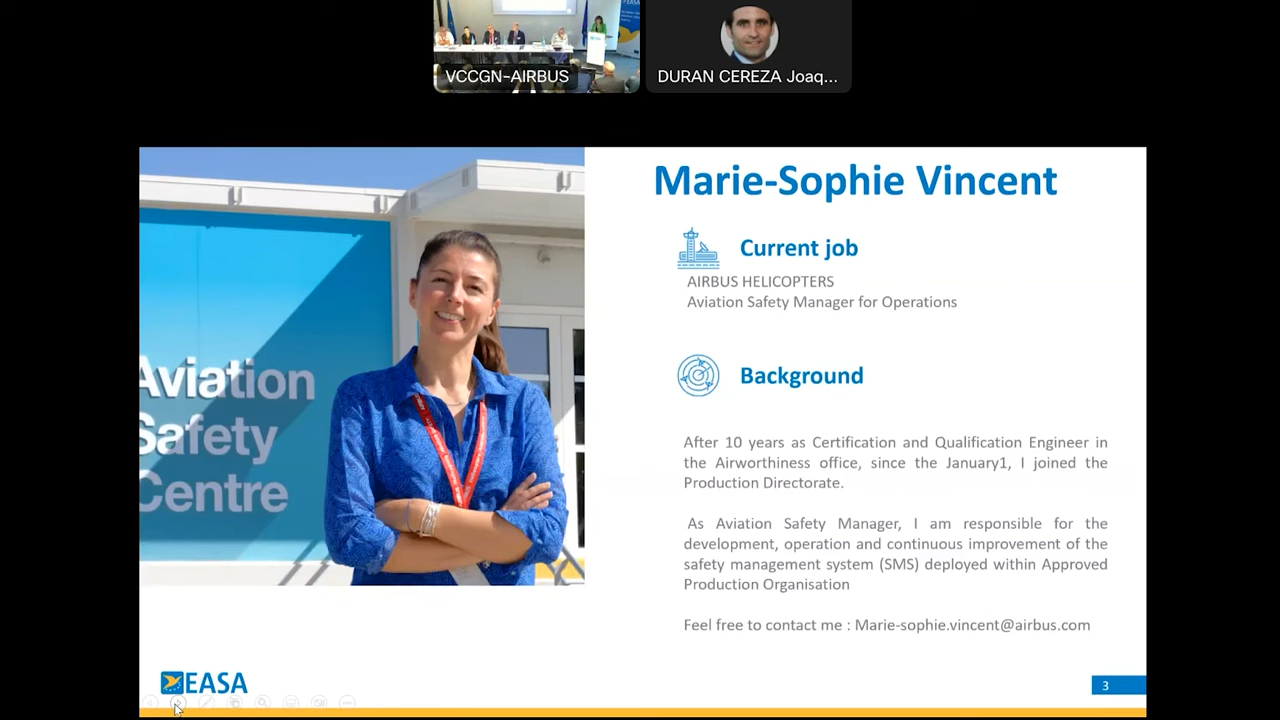 VCCGN-AIRBUS
DURAN CEREZA Joaq...
Marie-Sophie Vincent
Current job
AIRBUS HELICOPTERS
Aviation Safety Manager for Operations
Background
After 10 years as Certification and Qualification Engineer in
the Airworthiness office, since the January1, I joined the
Production Directorate.
As Aviation Safety Manager, I am responsible for the
development, operation and continuous improvement of the
safety management system (SMS) deployed within Approved
Production Organisation
Feel free to contact me : Marie-sophie.vincent@airbus.com
Aviation
Safety
Centre
EASA
3